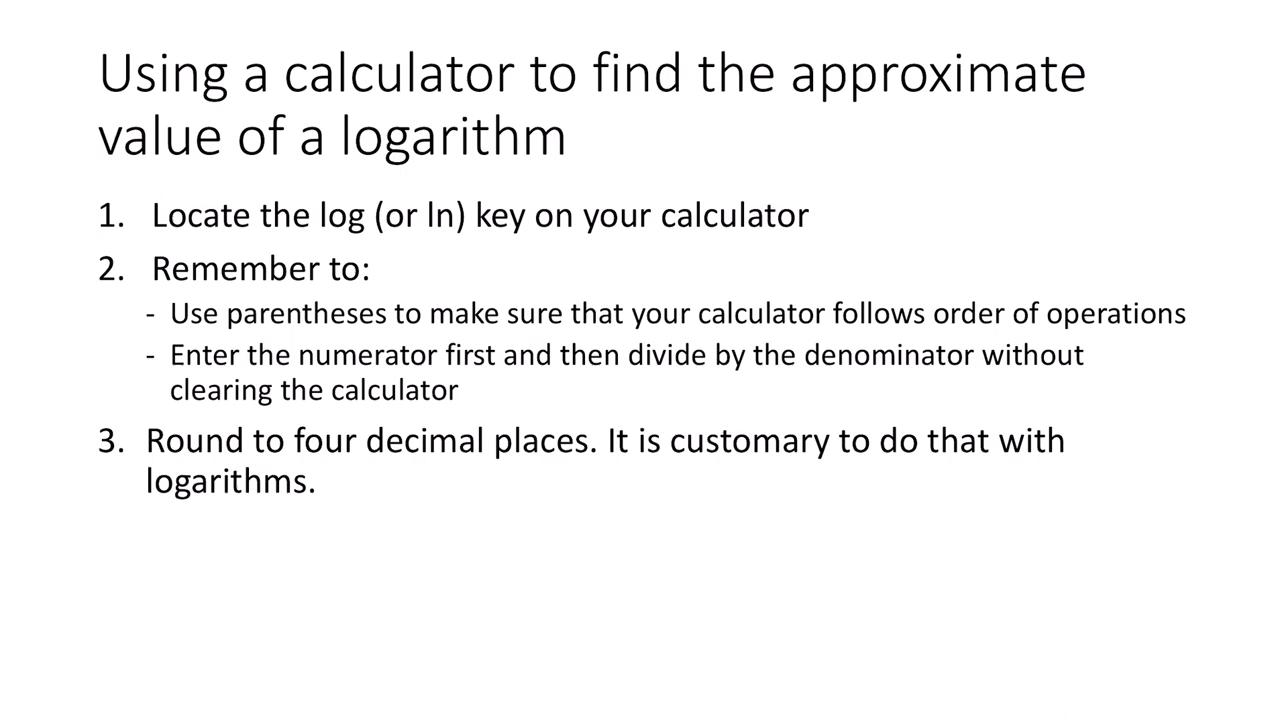 Using a calculator to find the approximate
value of a logarithm
1. Locate the log (or ln) key on your calculator
2. Remember to:
- Use parentheses to make sure that your calculator follows order of operations
- Enter the numerator first and then divide by the denominator without
clearing the calculator
3. Round to four decimal places. It is customary to do that with
logarithms.